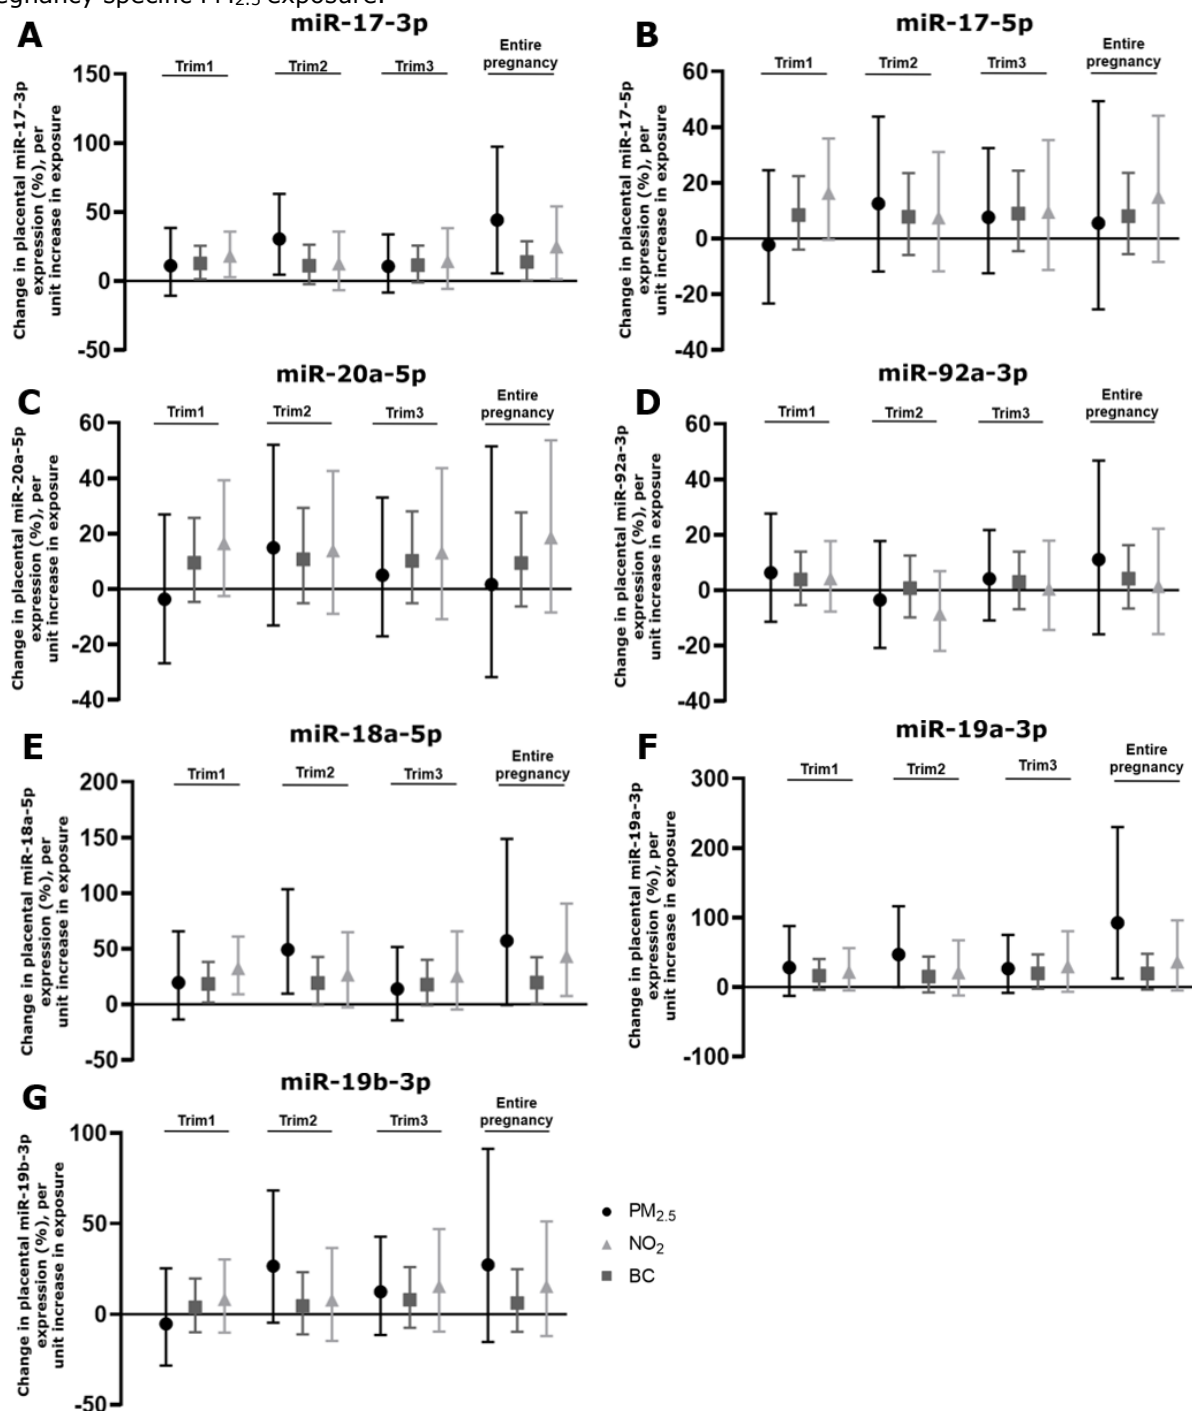 egnancy-specific PM2.5 exposure.
A
miR-17-3p
Change in placental miR-17-3p
expression (%), per
unit increase in exposure
150
100
50
0
-50
Trim1
Trim2
Trim3
Entire
pregnancy
B
miR-17-5p
Change in placental miR-17-5p
expression (%), per
unit increase in exposure
60
40
20
0
-20
-40
Trim1
Trim2
Trim3
Entire
pregnancy
C
miR-20a-5p
Change in placental miR-20a-5p
expression (%), per
unit increase in exposure
60
40
20
0
-20
-40
Trim1
Trim2
Trim3
Entire
pregnancy
D
miR-92a-3p
Change in placental miR-92a-3p
expression (%), per
unit increase in exposure
60
40
20
0
-20
-40
Trim1
Trim2
Trim3
Entire
pregnancy
E
miR-18a-5p
Change in placental miR-18a-5p
expression (%), per
unit increase in exposure
200
150
100
50
0
-50
Trim1
Trim2
Trim3
Entire
pregnancy
F
miR-19a-3p
Change in placental miR-19a-3p
expression (%), per
unit increase in exposure
300
200
100
0
-100
Trim1
Trim2
Trim3
Entire
pregnancy
G
miR-19b-3p
Change in placental miR-19b-3p
expression (%), per
unit increase in exposure
100
50
0
-50
Trim1
Trim2
Trim3
Entire
pregnancy
PM2.5
NO2
BC